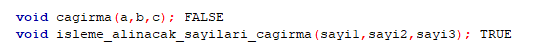 void cagirma(a,b,c); FALSE
void isleme_alinacak_sayilari_cagirma(sayi1,sayi2,sayi3); TRUE